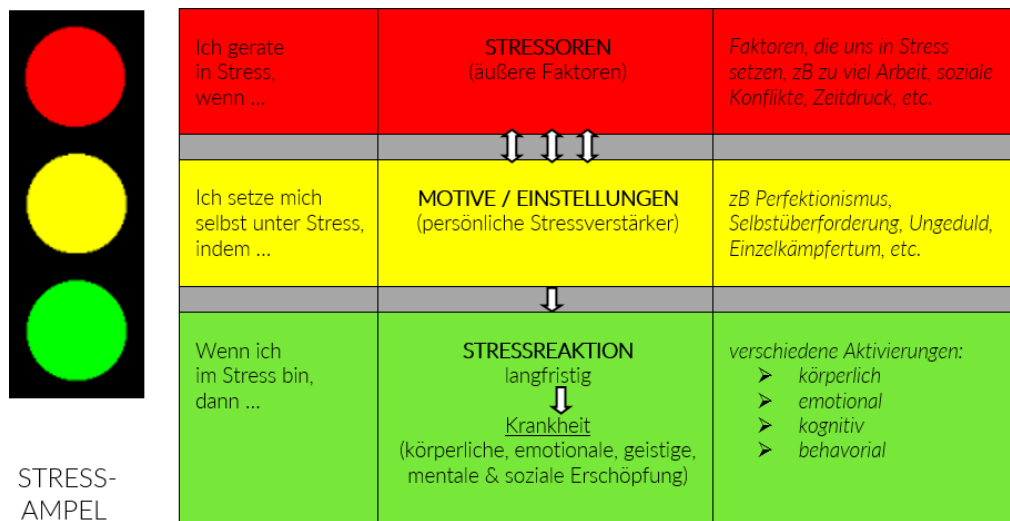 Ich gerate
in Stress,
wenn ...
STRESSOREN
(äußere Faktoren)
Faktoren, die uns in Stress
setzen, zB zu viel Arbeit, soziale
Konflikte, Zeitdruck, etc.
Ich setze mich
selbst unter Stress,
indem ...
MOTIVE / EINSTELLUNGEN
(persönliche Stressverstärker)
zB Perfektionismus,
Selbstüberforderung, Ungeduld,
Einzelkämpfertum, etc.
Wenn ich
im Stress bin,
dann ...
STRESSREAKTION
langfristig
Krankheit
(körperliche, emotionale, geistige,
mentale & soziale Erschöpfung)
verschiedene Aktivierungen:
körperlich
emotional
kognitiv
behavorial
STRESS-
AMPEL